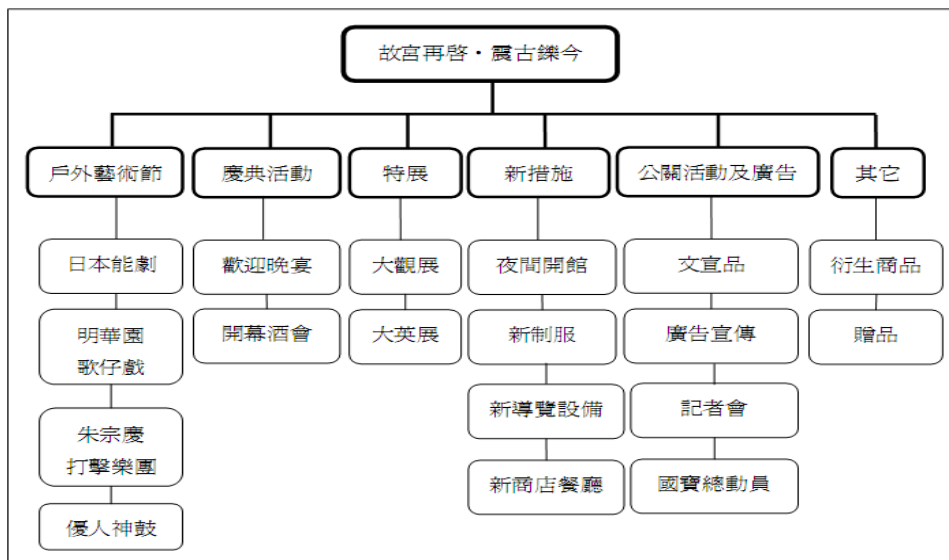 故宮再啓・震古鑠今
戶外藝術節
慶典活動
特展
新措施
公關活動及廣告
其它
日本能劇
歡迎晚宴
大觀展
夜間開館
文宣品
衍生商品
明華園
歌仔戲
開幕酒會
大英展
新制服
廣告宣傳
贈品
朱宗慶
打擊樂團
新導覽設備
記者會
優人神鼓
新商店餐廳
國寶總動員